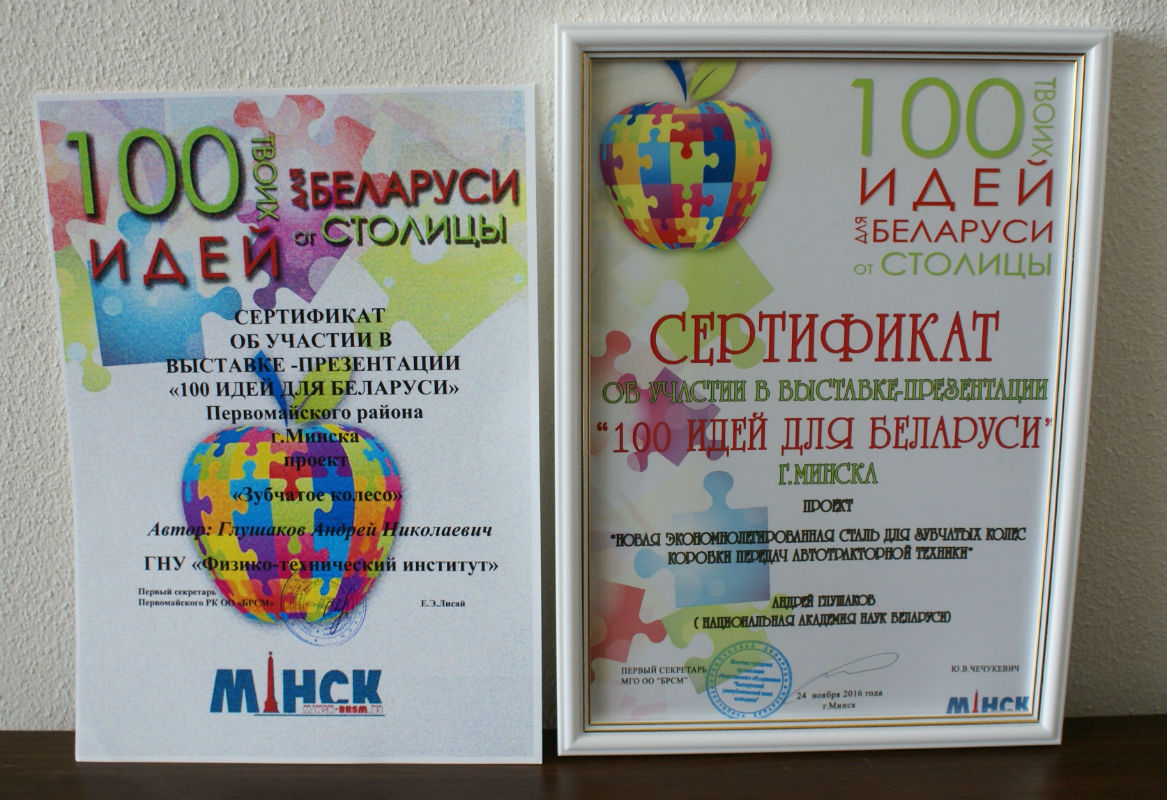 100
ТВОИХ
ИДЕЙ
ДЛЯ БЕЛАРУСИ
от СТОЛИЦЫ
СЕРТИФИКАТ
ОБ УЧАСТИИ В
ВЫСТАВКЕ -ПРЕЗЕНТАЦИИ
«100 ИДЕЙ ДЛЯ БЕЛАРУСИ»
Первомайского района
г.Минска
проект
«Зубчатое колесо»
Автор: Глушаков Андрей Николаевич
ГНУ «Физико-технический институт»
Первый секретарь
Первомайского РК ОО «БРСМ»
Е.Э.Лисай
МIНСК
MINSK-BRSM.BY
100
ТВОИХ
ИДЕЙ
ДЛЯ БЕЛАРУСИ
от СТОЛИЦЫ
СЕРТИФИКАТ
ОБ УЧАСТИИ В ВЫСТАВКЕ-ПРЕЗЕНТАЦИИ
“100 ИДЕЙ ДЛЯ БЕЛАРУСИ”
Г.МИНСКА
ПРОЕКТ
“НОВАЯ ЭКОНОМНОЛЕГИРОВАННАЯ СТАЛЬ ДЛЯ ЗУБЧАТЫХ КОЛЕС
КОРОБКИ ПЕРЕДАЧ АВТОТРАКТОРНОЙ ТЕХНИКИ”
АНДРЕЙ ГЛУШАКОВ
( НАЦИОНАЛЬНАЯ АКАДЕМИЯ НАУК БЕЛАРУСИ)
ПЕРВЫЙ СЕКРЕТАРЬ
МГО ОО “БРСМ”
Ю.В.ЧЕЧУКЕВИЧ
24 ноября 2016 года
г.Минск
МIНСК